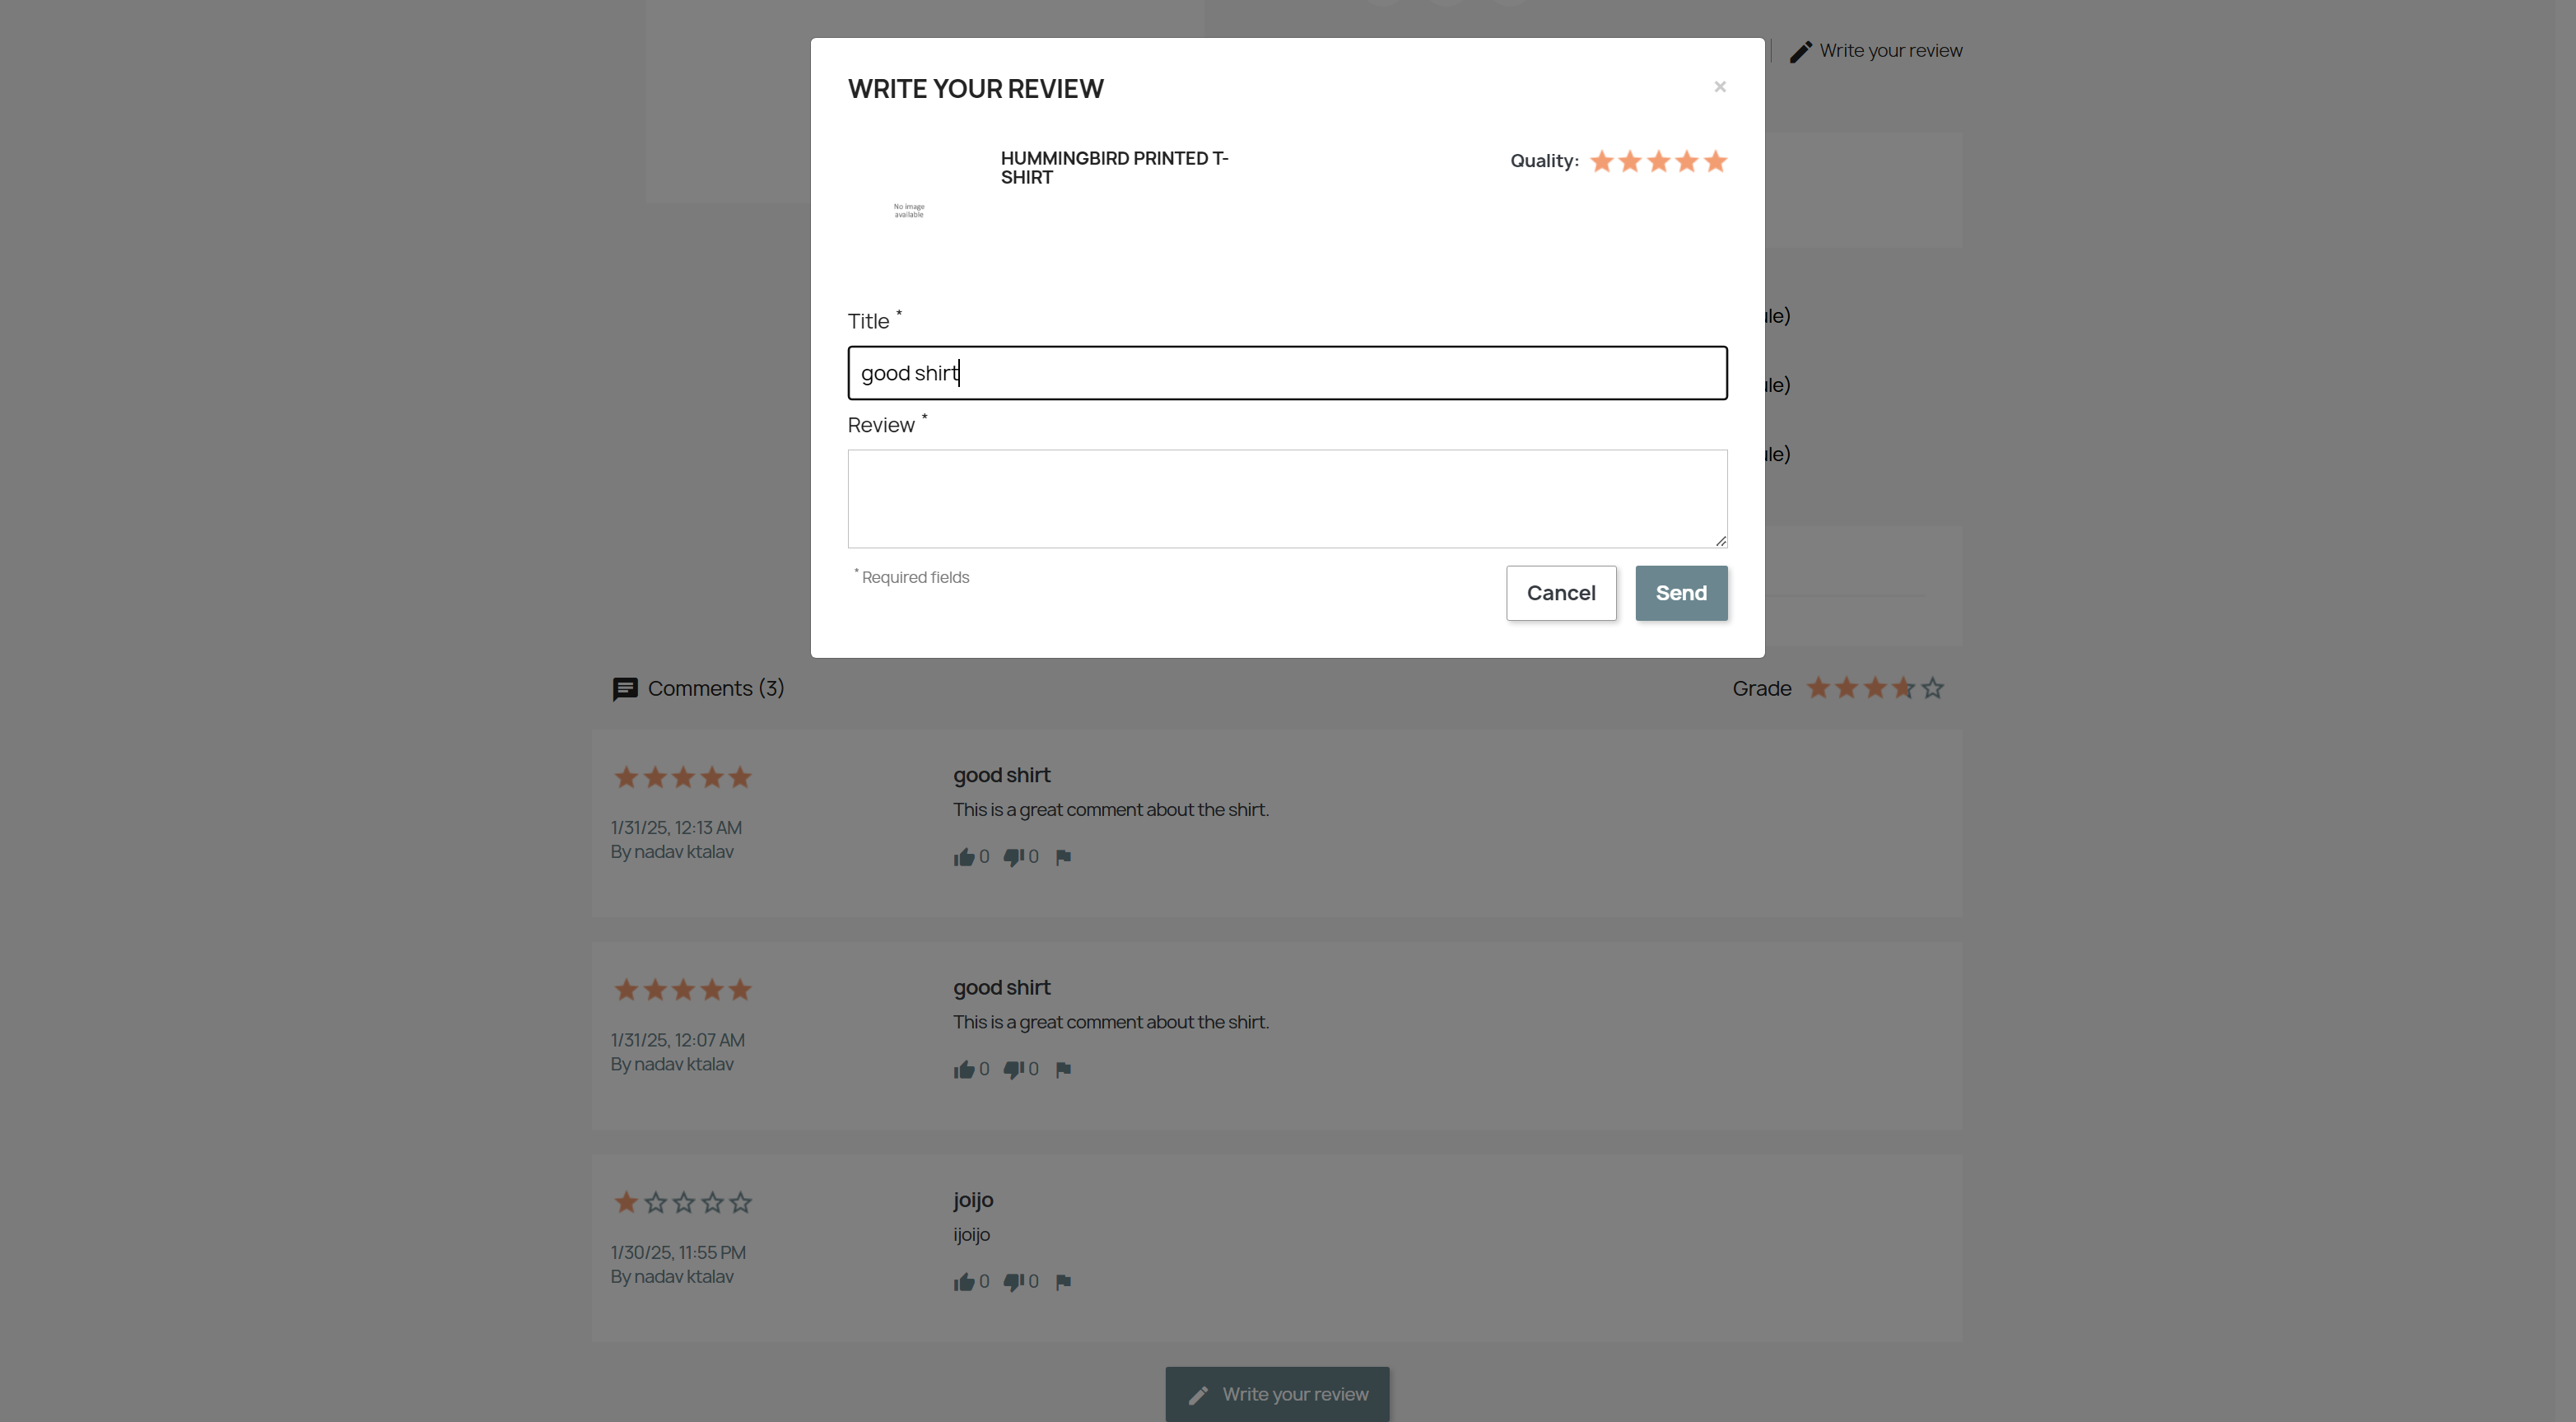 Write your review
WRITE YOUR REVIEW
×
HUMMINGBIRD PRINTED T-
SHIRT
Quality:
No image
available
Title *
good shirt
le)
Review *
le)
le)
* Required fields
Cancel
Send
Comments (3)
Grade
good shirt
This is a great comment about the shirt.
1/31/25, 12:13 AM
By nadav ktalav
0 0
good shirt
This is a great comment about the shirt.
1/31/25, 12:07 AM
By nadav ktalav
0 0
joijo
ijoijo
1/30/25, 11:55 PM
By nadav ktalav
0 0
Write your review